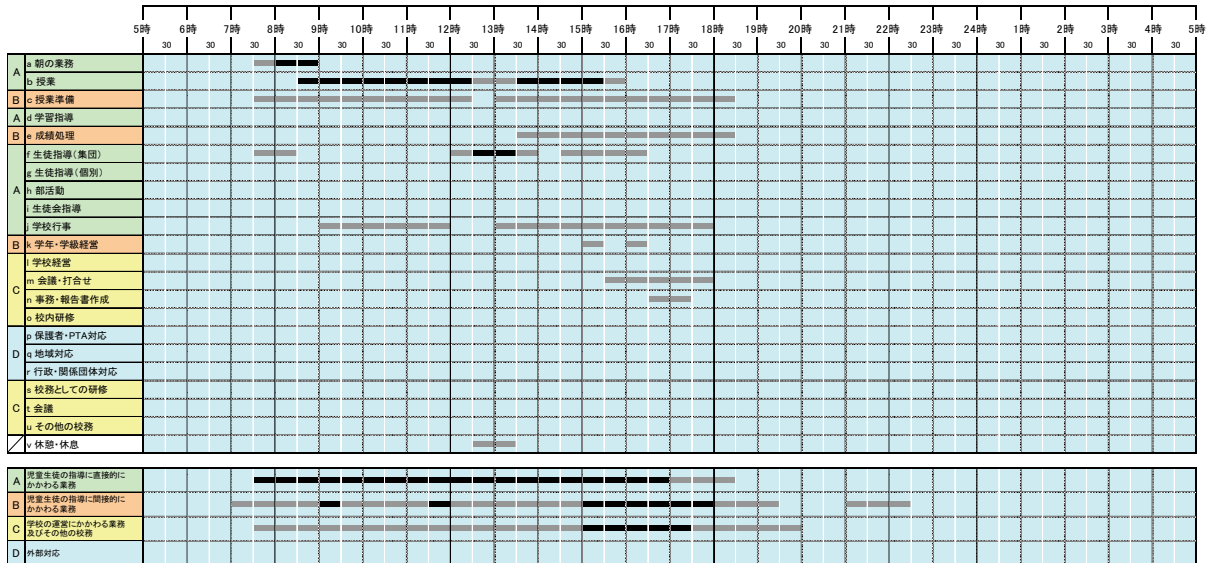 5時 6時 7時 8時 9時 10時 11時 12時 13時 14時 15時 16時 17時 18時 19時 20時 21時 22時 23時 24時 1時 2時 3時 4時 5時
30 30 30 30 30 30 30 30 30 30 30 30 30 30 30 30 30 30 30 30 30 30 30 30
A
a 朝の業務
b 授業
B c 授業準備
A d 学習指導
B e 成績処理
A
f 生徒指導(集団)
g 生徒指導(個別)
h 部活動
i 生徒会指導
j 学校行事
B k 学年・学級経営
C
l 学校経営
m 会議・打合せ
n 事務・報告書作成
o 校内研修
D
p 保護者・PTA対応
q 地域対応
r 行政・関係団体対応
C
s 校務としての研修
t 会議
u その他の校務
v 休憩・休息
A 児童生徒の指導に直接的に
かかわる業務
B 児童生徒の指導に間接的に
かかわる業務
C 学校の運営にかかわる業務
及びその他の校務
D 外部対応